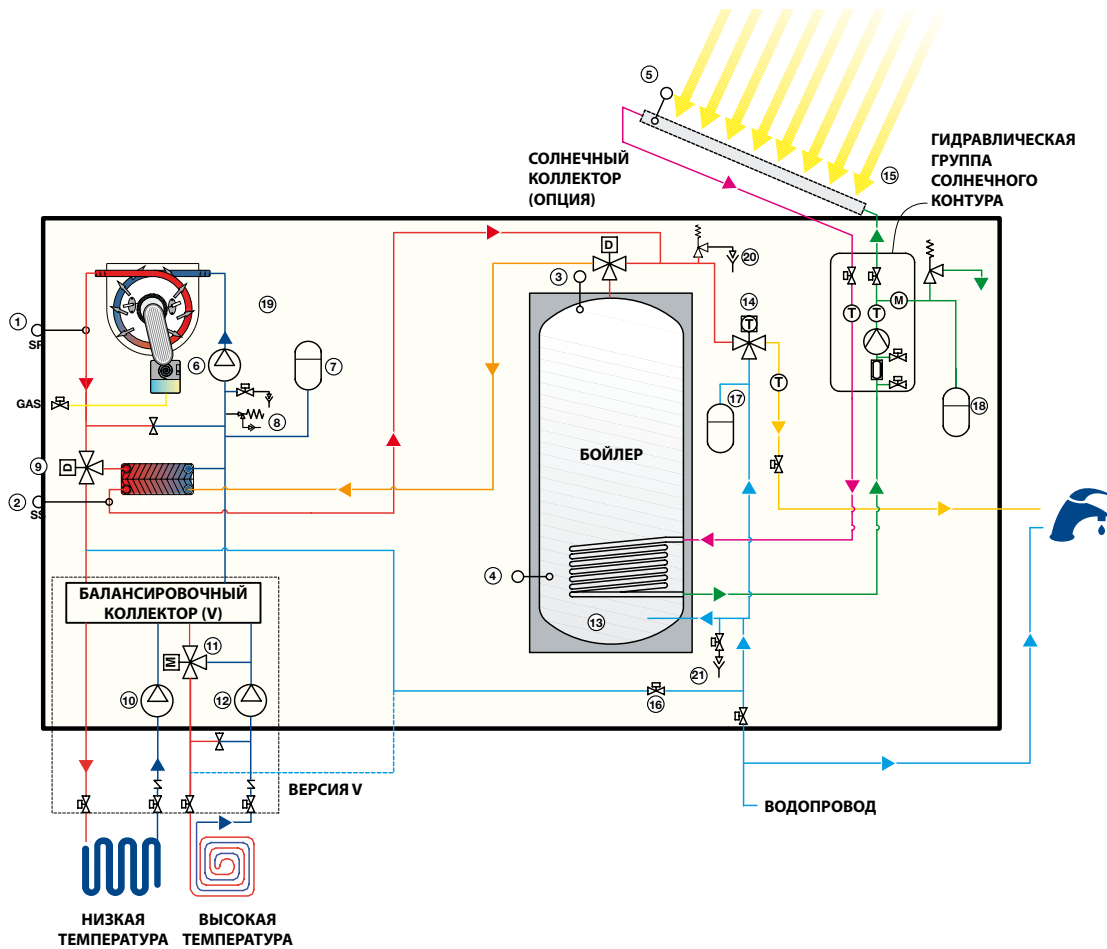 5
СОЛНЕЧНЫЙ
КОЛЛЕКТОР
(ОПЦИЯ)
ГИДРАВЛИЧЕСКАЯ
ГРУППА
СОЛНЕЧНОГО
КОНТУРА
15
D
20
3
19
14
T
1
SF
M
T
T
6
7
17
18
GAS
8
БОЙЛЕР
9
D
T
2
SS
4
13
БАЛАНСИРОВОЧНЫЙ
КОЛЛЕКТОР (V)
11
M
21
10
12
16
ВЕРСИЯ V
ВОДОПРОВОД
НИЗКАЯ
ТЕМПЕРАТУРА
ВЫСОКАЯ
ТЕМПЕРАТУРА